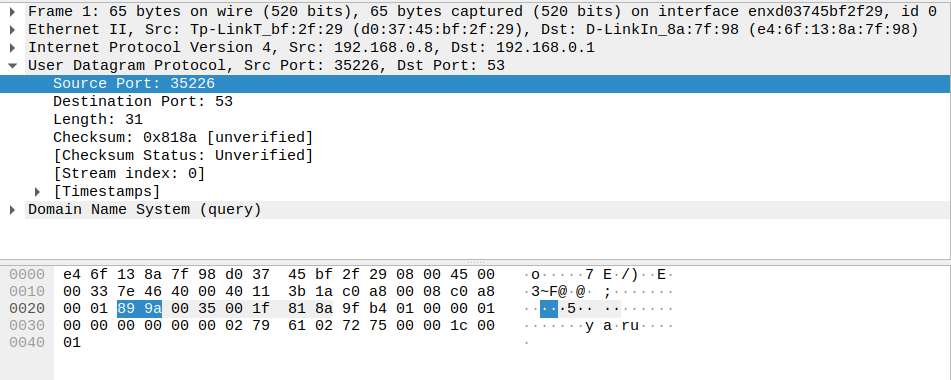 Frame 1: 65 bytes on wire (520 bits), 65 bytes captured (520 bits) on interface enxd03745bf2f29, id 0
Ethernet II, Src: Tp-LinkT_bf:2f:29 (d0:37:45:bf:2f:29), Dst: D-LinkIn_8a:7f:98 (e4:6f:13:8a:7f:98)
Internet Protocol Version 4, Src: 192.168.0.8, Dst: 192.168.0.1
User Datagram Protocol, Src Port: 35226, Dst Port: 53
Source Port: 35226
Destination Port: 53
Length: 31
Checksum: 0x818a [unverified]
[Checksum Status: Unverified]
[Stream index: 0]
[Timestamps]
Domain Name System (query)
0000 e4 6f 13 8a 7f 98 d0 37 45 bf 2f 29 08 00 45 00 ·o·····7 E·/)··E·
0010 00 33 7e 46 40 00 40 11 3b 1a c0 a8 00 08 c0 a8 ·3~F@·@· ;·······
0020 00 01 89 9a 00 35 00 1f 81 8a 9f b4 01 00 00 01 ·····5·· ········
0030 00 00 00 00 00 00 02 79 61 02 72 75 00 00 1c 00 ·······y a·ru····
0040 01 ·